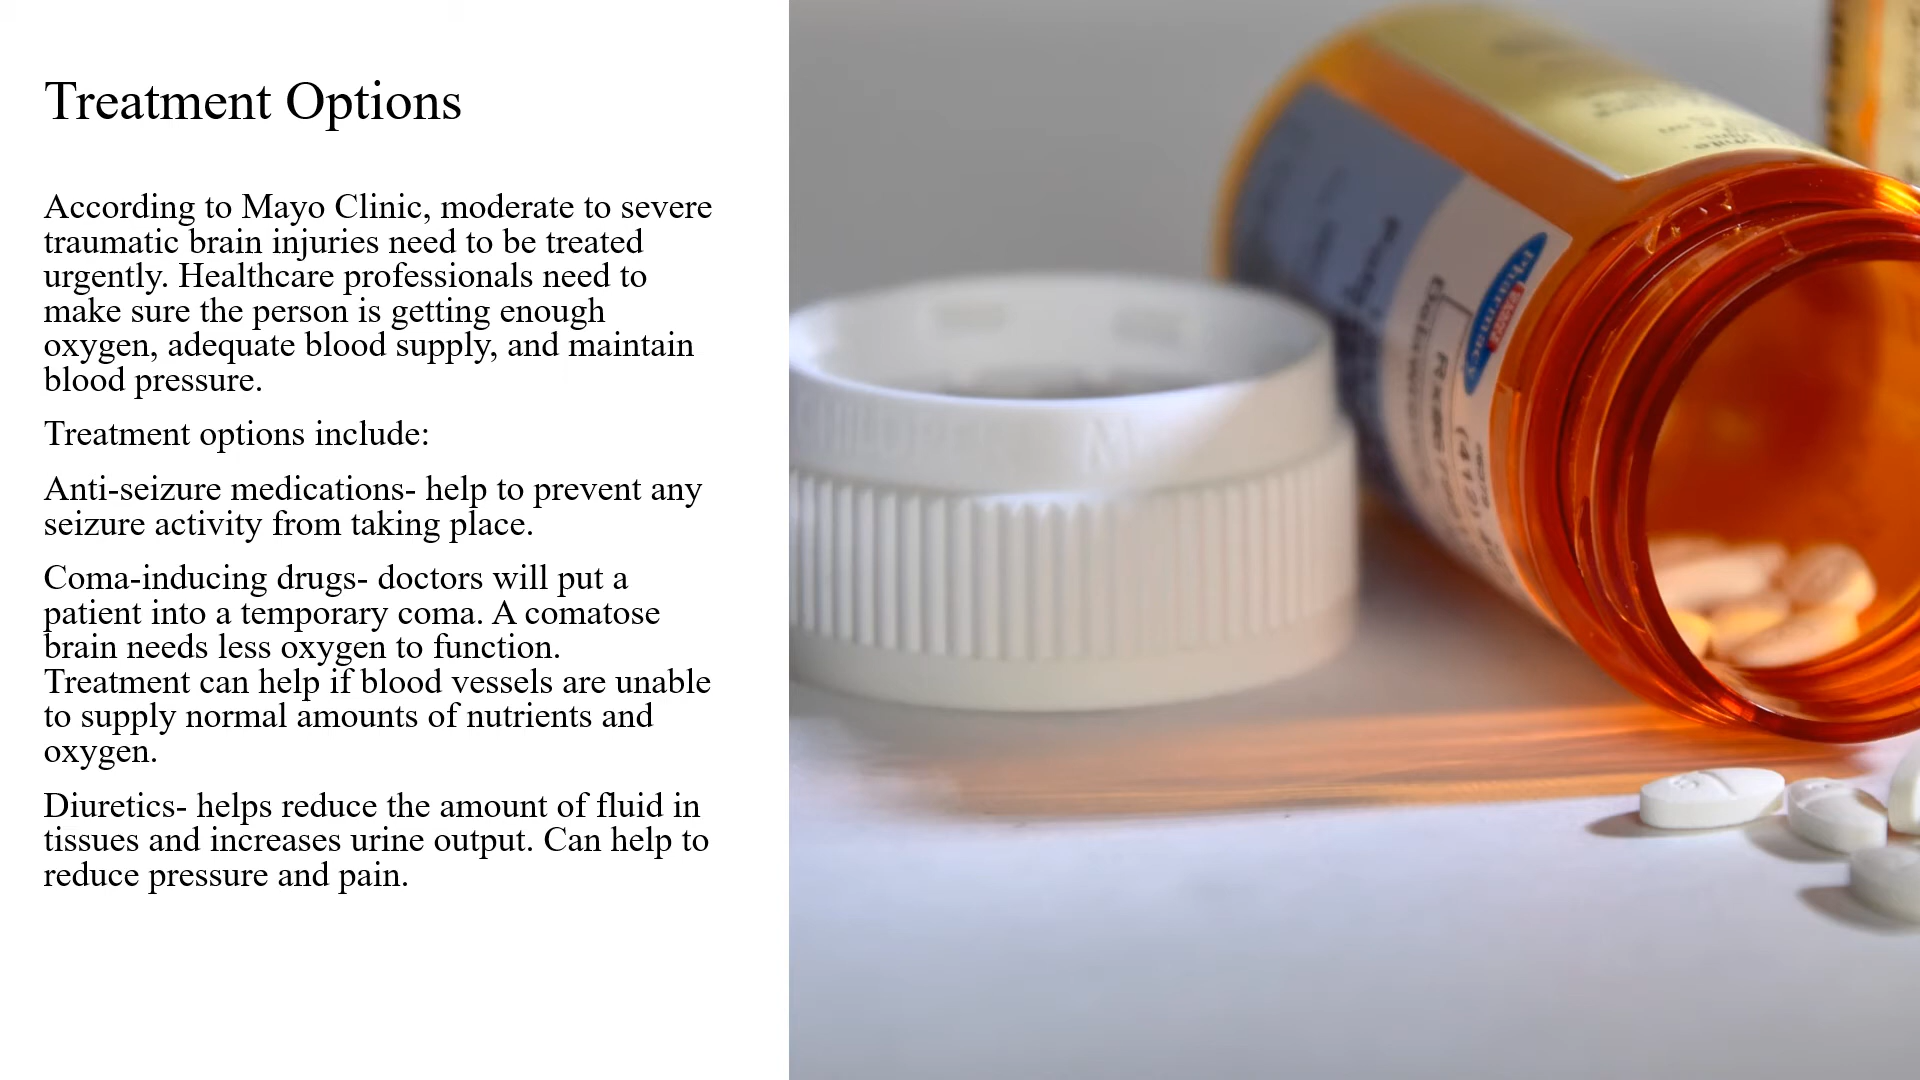 Treatment Options
According to Mayo Clinic, moderate to severe
traumatic brain injuries need to be treated
urgently. Healthcare professionals need to
make sure the person is getting enough
oxygen, adequate blood supply, and maintain
blood pressure.
Treatment options include:
Anti-seizure medications- help to prevent any
seizure activity from taking place.
Coma-inducing drugs- doctors will put a
patient into a temporary coma. A comatose
brain needs less oxygen to function.
Treatment can help if blood vessels are unable
to supply normal amounts of nutrients and
oxygen.
Diuretics- helps reduce the amount of fluid in
tissues and increases urine output. Can help to
reduce pressure and pain.
Pharmacy